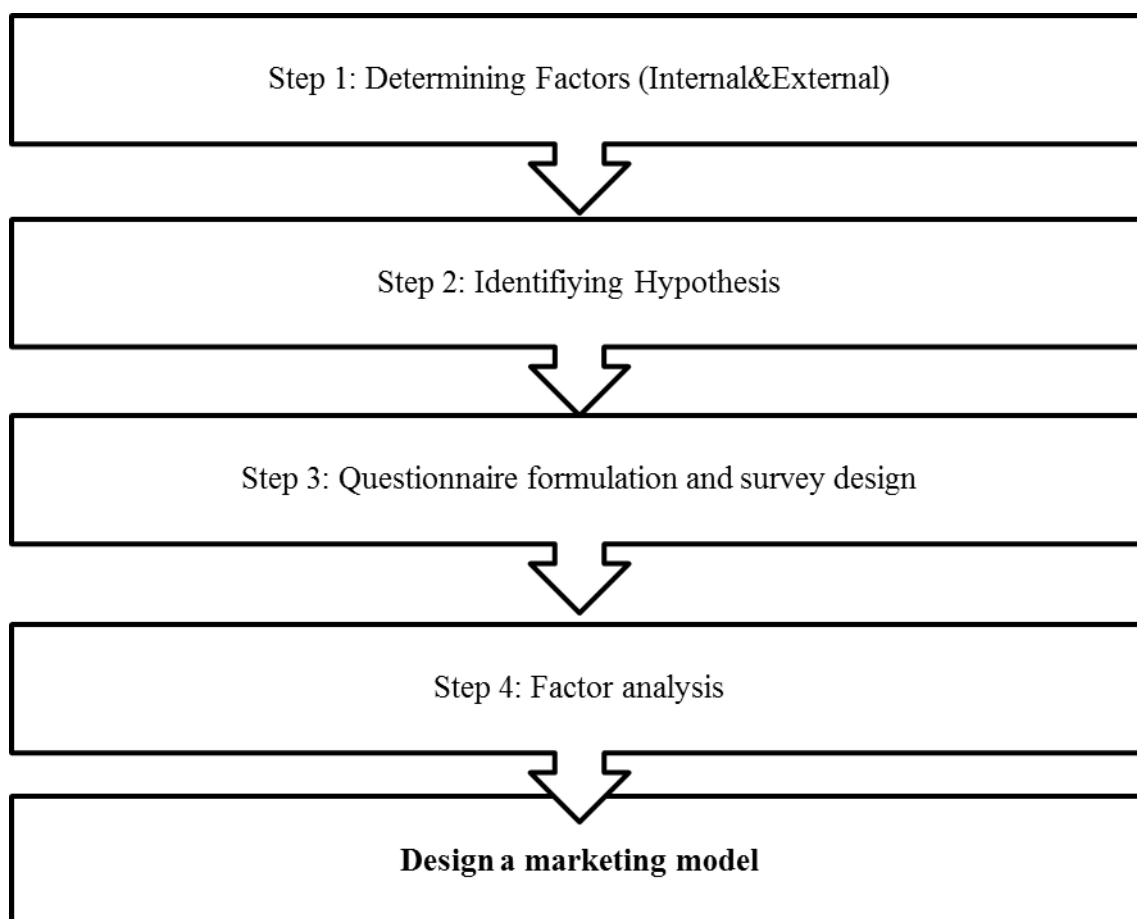 Step 1: Determining Factors (Internal&External)
Step 2: Identifiying Hypothesis
Step 3: Questionnaire formulation and survey design
Step 4: Factor analysis
Design a marketing model